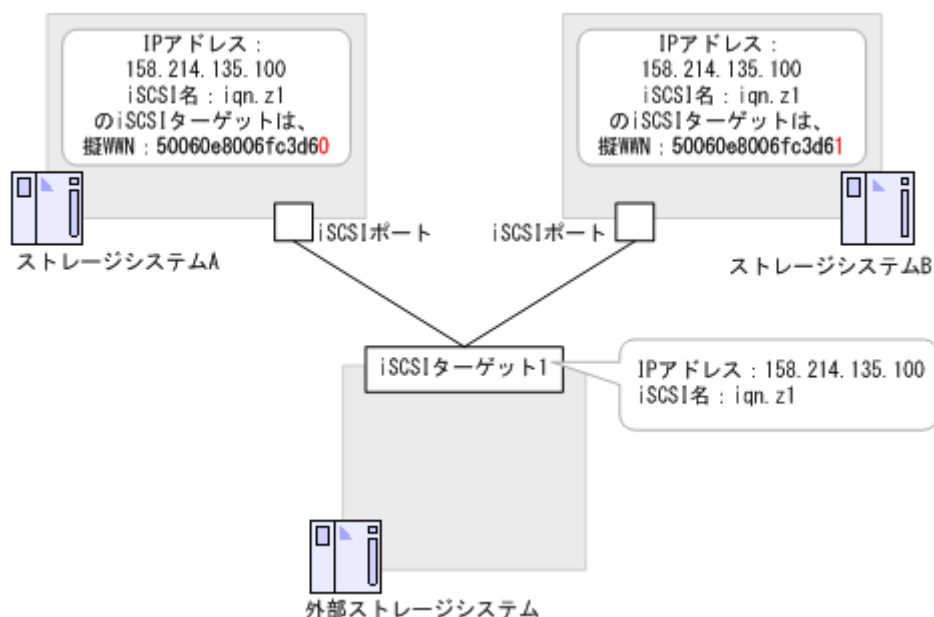 IPアドレス：
158.214.135.100
iSCSI名：iqn.z1
のiSCSIターゲットは、
擬WWN：50060e8006fc3d60
IPアドレス：
158.214.135.100
iSCSI名：iqn.z1
のiSCSIターゲットは、
擬WWN：50060e8006fc3d61
iSCSIポート
iSCSIポート
ストレージシステムA
ストレージシステムB
iSCSIターゲット1
IPアドレス：158.214.135.100
iSCSI名：iqn.z1
外部ストレージシステム